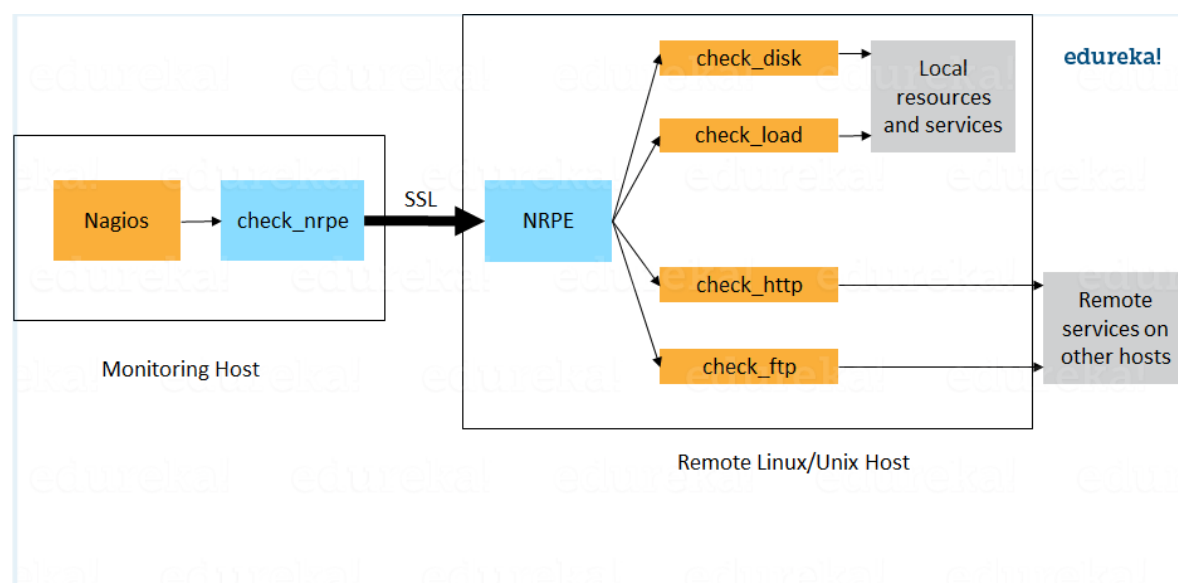 edureka!
check_disk
Local
resources
and services
check_load
SSL
Nagios
check_nrpe
NRPE
check_http
Remote
services on
other hosts
check_ftp
Monitoring Host
Remote Linux/Unix Host